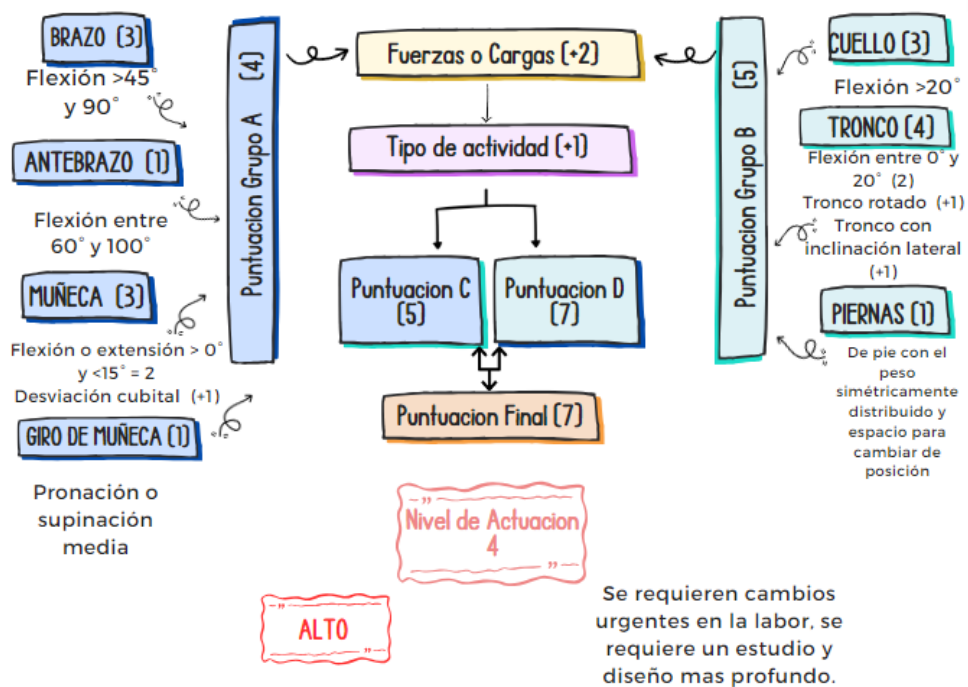 BRAZO (3)
Flexión >45°
y 90°
ANTEBRAZO (1)
Flexión entre
60° y 100°
MUÑECA (3)
Flexión o extensión > 0°
y <15° = 2
Desviación cubital (+1)
GIRO DE MUÑECA (1)
Pronación o
supinación
media
Puntuacion Grupo A (4)
Fuerzas o Cargas (+2)
Tipo de actividad (+1)
Puntuacion C
(5)
Puntuacion D
(7)
Puntuacion Final (7)
Nivel de Actuacion
4
ALTO
Puntuacion Grupo B (5)
CUELLO (3)
Flexión >20°
TRONCO (4)
Flexión entre 0° y
20° (2)
Tronco rotado (+1)
Tronco con
inclinación lateral
(+1)
PIERNAS (1)
De pie con el
peso
simétricamente
distribuido y
espacio para
cambiar de
posición
Se requieren cambios
urgentes en la labor, se
requiere un estudio y
diseño mas profundo.